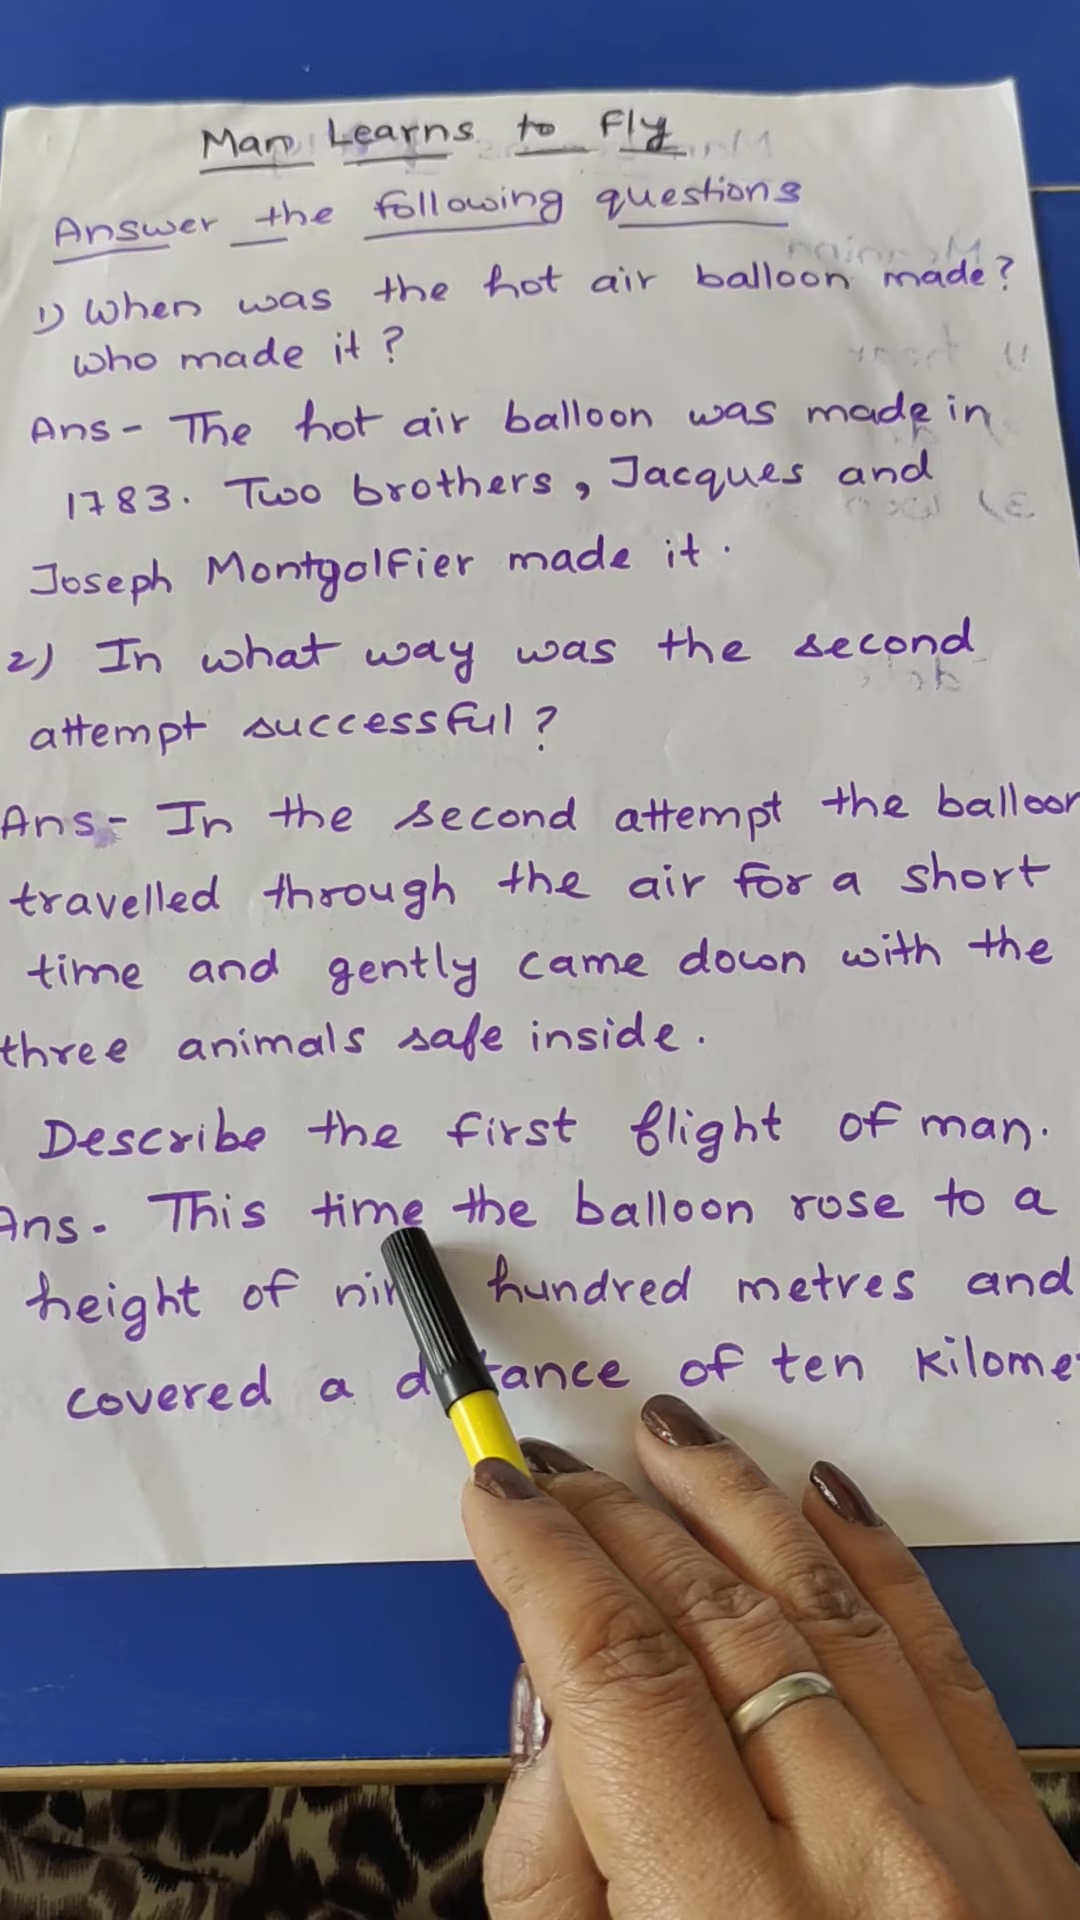 Man Learns to Fly
Answer the following questions
1) When was the hot air balloon made?
who made it?
Ans- The hot air balloon was made in
1783. Two brothers, Jacques and
Joseph Montgolfier made it.
2) In what way was the second
attempt successful?
Ans- In the second attempt the balloon
travelled through the air for a short
time and gently came down with the
three animals safe inside.
Describe the first flight of man.
Ans. This time the balloon rose to a
height of hundred metres and
covered a of ten kilome